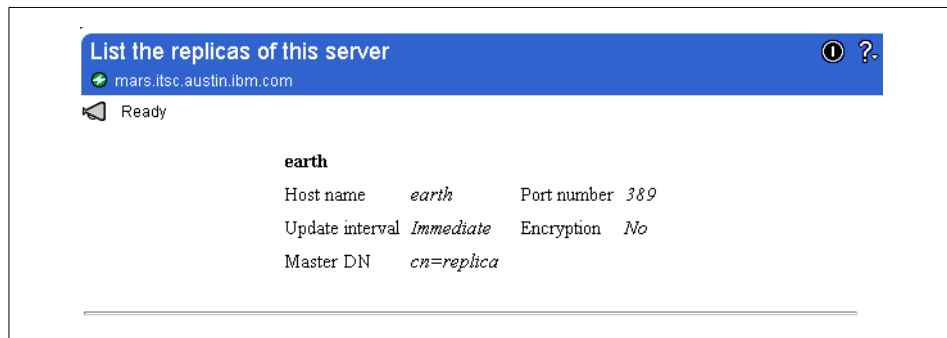 List the replicas of this server
mars.itsc.austin.ibm.com
Ready
earth
Host name earth Port number 389
Update interval Immediate Encryption No
Master DN cn=replica